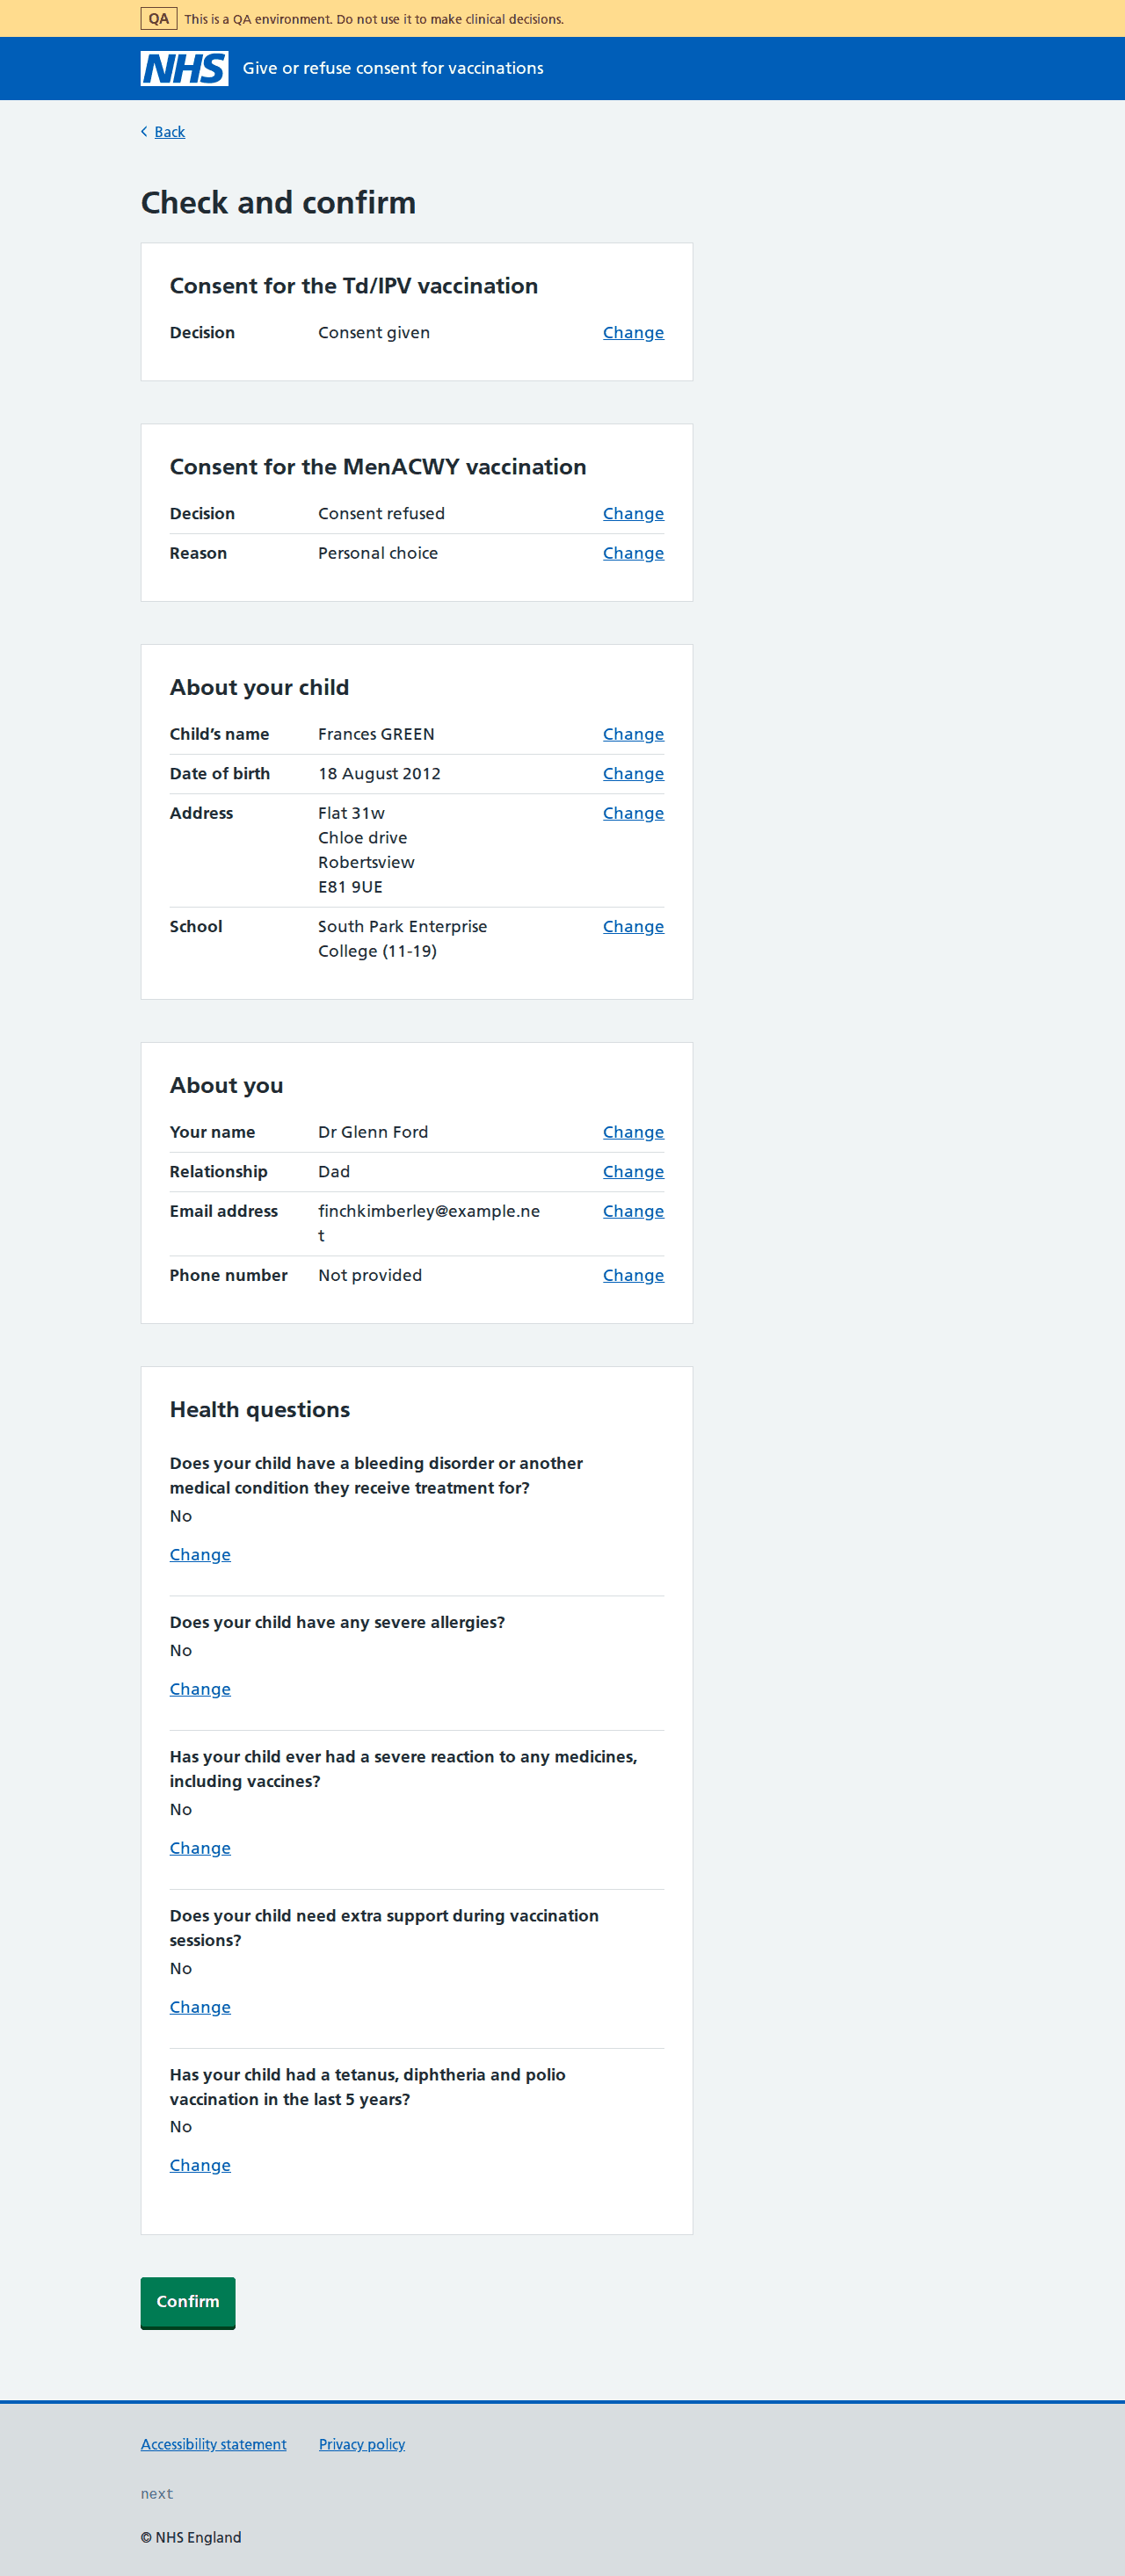 QA This is a QA environment. Do not use it to make clinical decisions.
NHS Give or refuse consent for vaccinations
Back
Check and confirm
Consent for the Td/IPV vaccination
Decision Consent given Change
Consent for the MenACWY vaccination
Decision Consent refused Change
Reason Personal choice Change
About your child
Child’s name Frances GREEN Change
Date of birth 18 August 2012 Change
Address Flat 31w Change
Chloe drive
Robertsview
E81 9UE
School South Park Enterprise Change
College (11-19)
About you
Your name Dr Glenn Ford Change
Relationship Dad Change
Email address finchkimberley@example.ne Change
t
Phone number Not provided Change
Health questions
Does your child have a bleeding disorder or another
medical condition they receive treatment for?
No
Change
Does your child have any severe allergies?
No
Change
Has your child ever had a severe reaction to any medicines,
including vaccines?
No
Change
Does your child need extra support during vaccination
sessions?
No
Change
Has your child had a tetanus, diphtheria and polio
vaccination in the last 5 years?
No
Change
Confirm
Accessibility statement Privacy policy
next
© NHS England